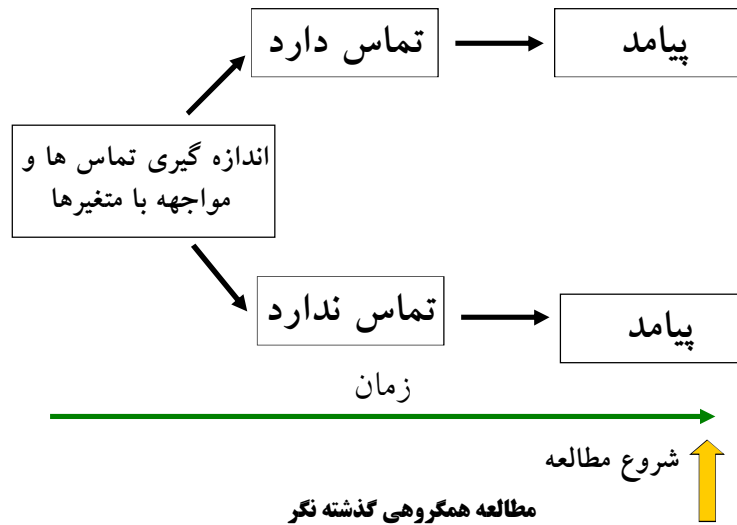 تماس دارد
پیامد
اندازه گیری تماس ها و
مواجهه با متغیرها
تماس ندارد
پیامد
زمان
شروع مطالعه
مطالعه همگروهی گذشته نگر